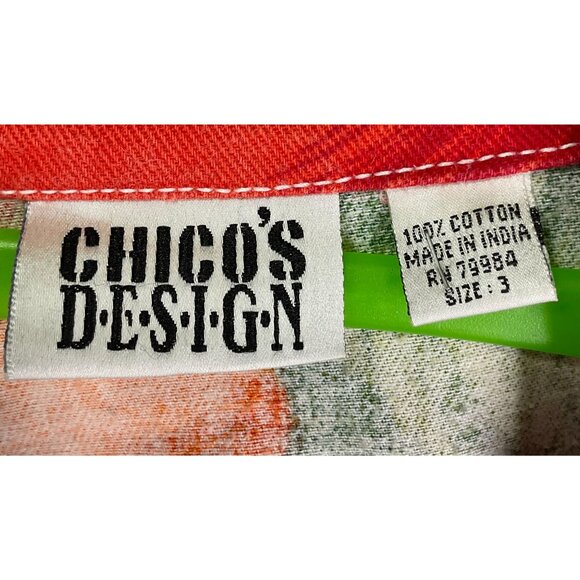 CHICO'S
D·E·S·I·G·N
100% COTTON
MADE IN INDIA
RN 79984
SIZE: 3